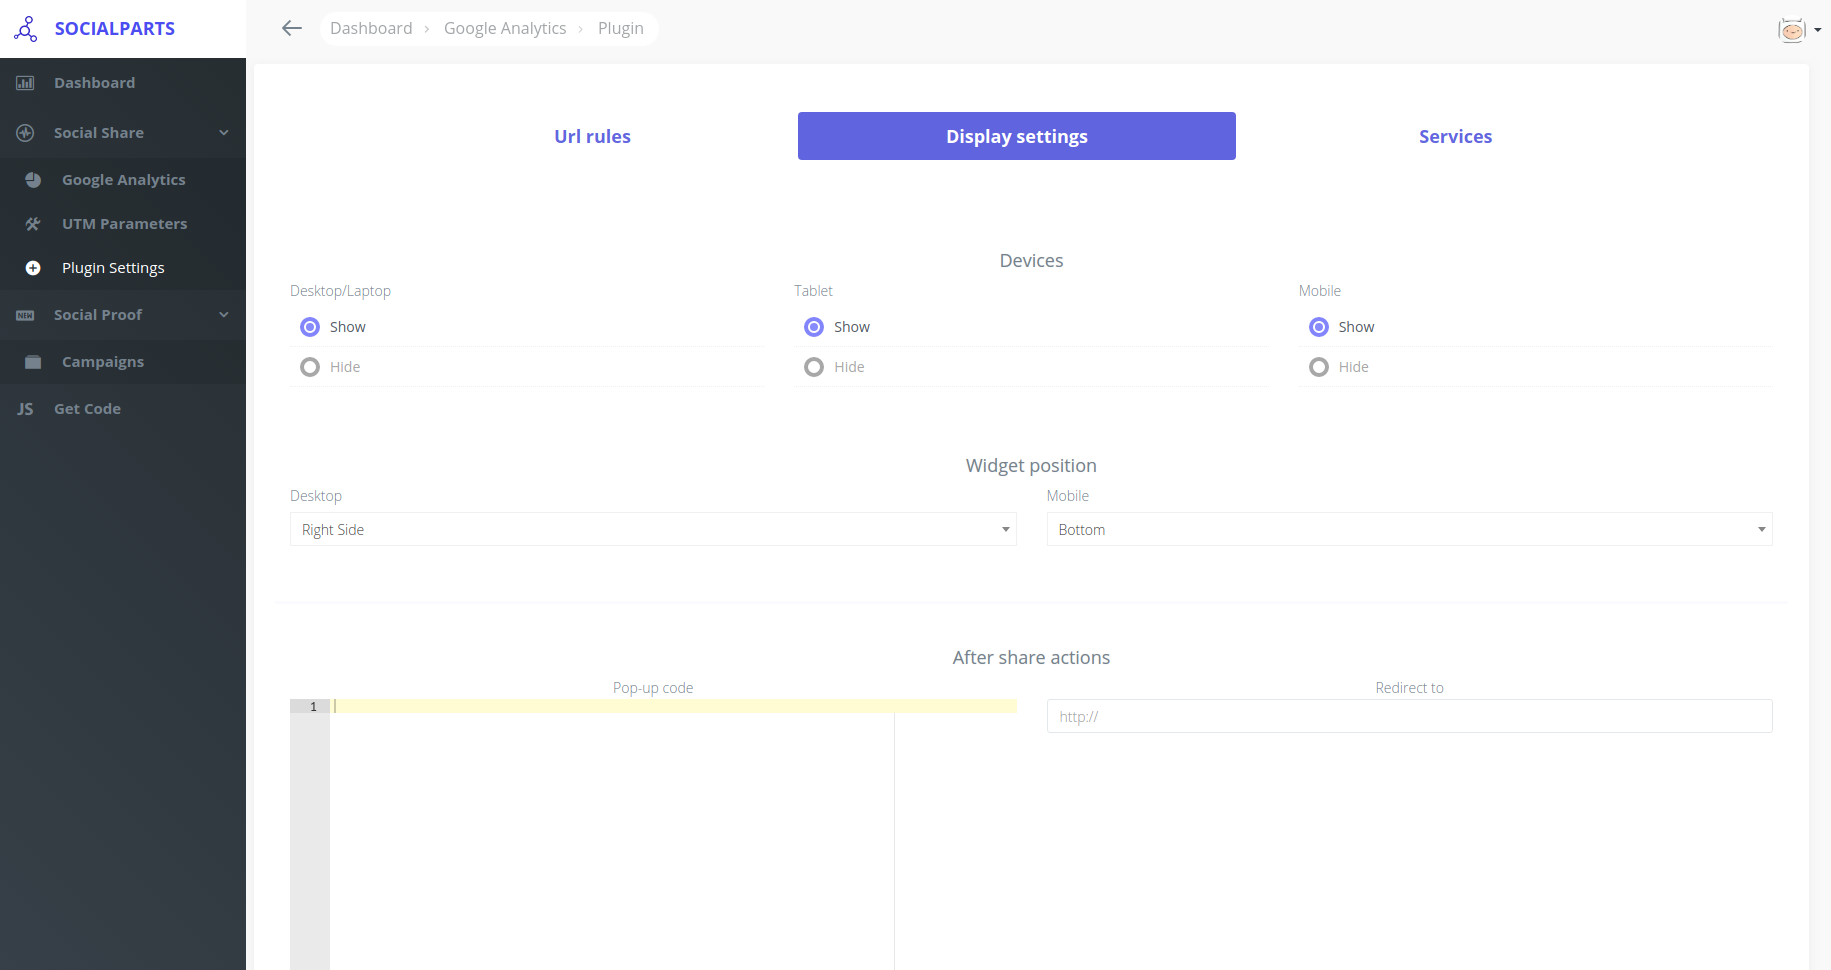 SOCIALPARTS
Dashboard
Social Share
Google Analytics
UTM Parameters
Plugin Settings
NEW Social Proof
Campaigns
JS Get Code
Dashboard › Google Analytics › Plugin
Url rules
Display settings
Services
Devices
Desktop/Laptop
Show
Hide
Tablet
Show
Hide
Mobile
Show
Hide
Widget position
Desktop
Right Side
Mobile
Bottom
After share actions
Pop-up code
1
Redirect to
http://